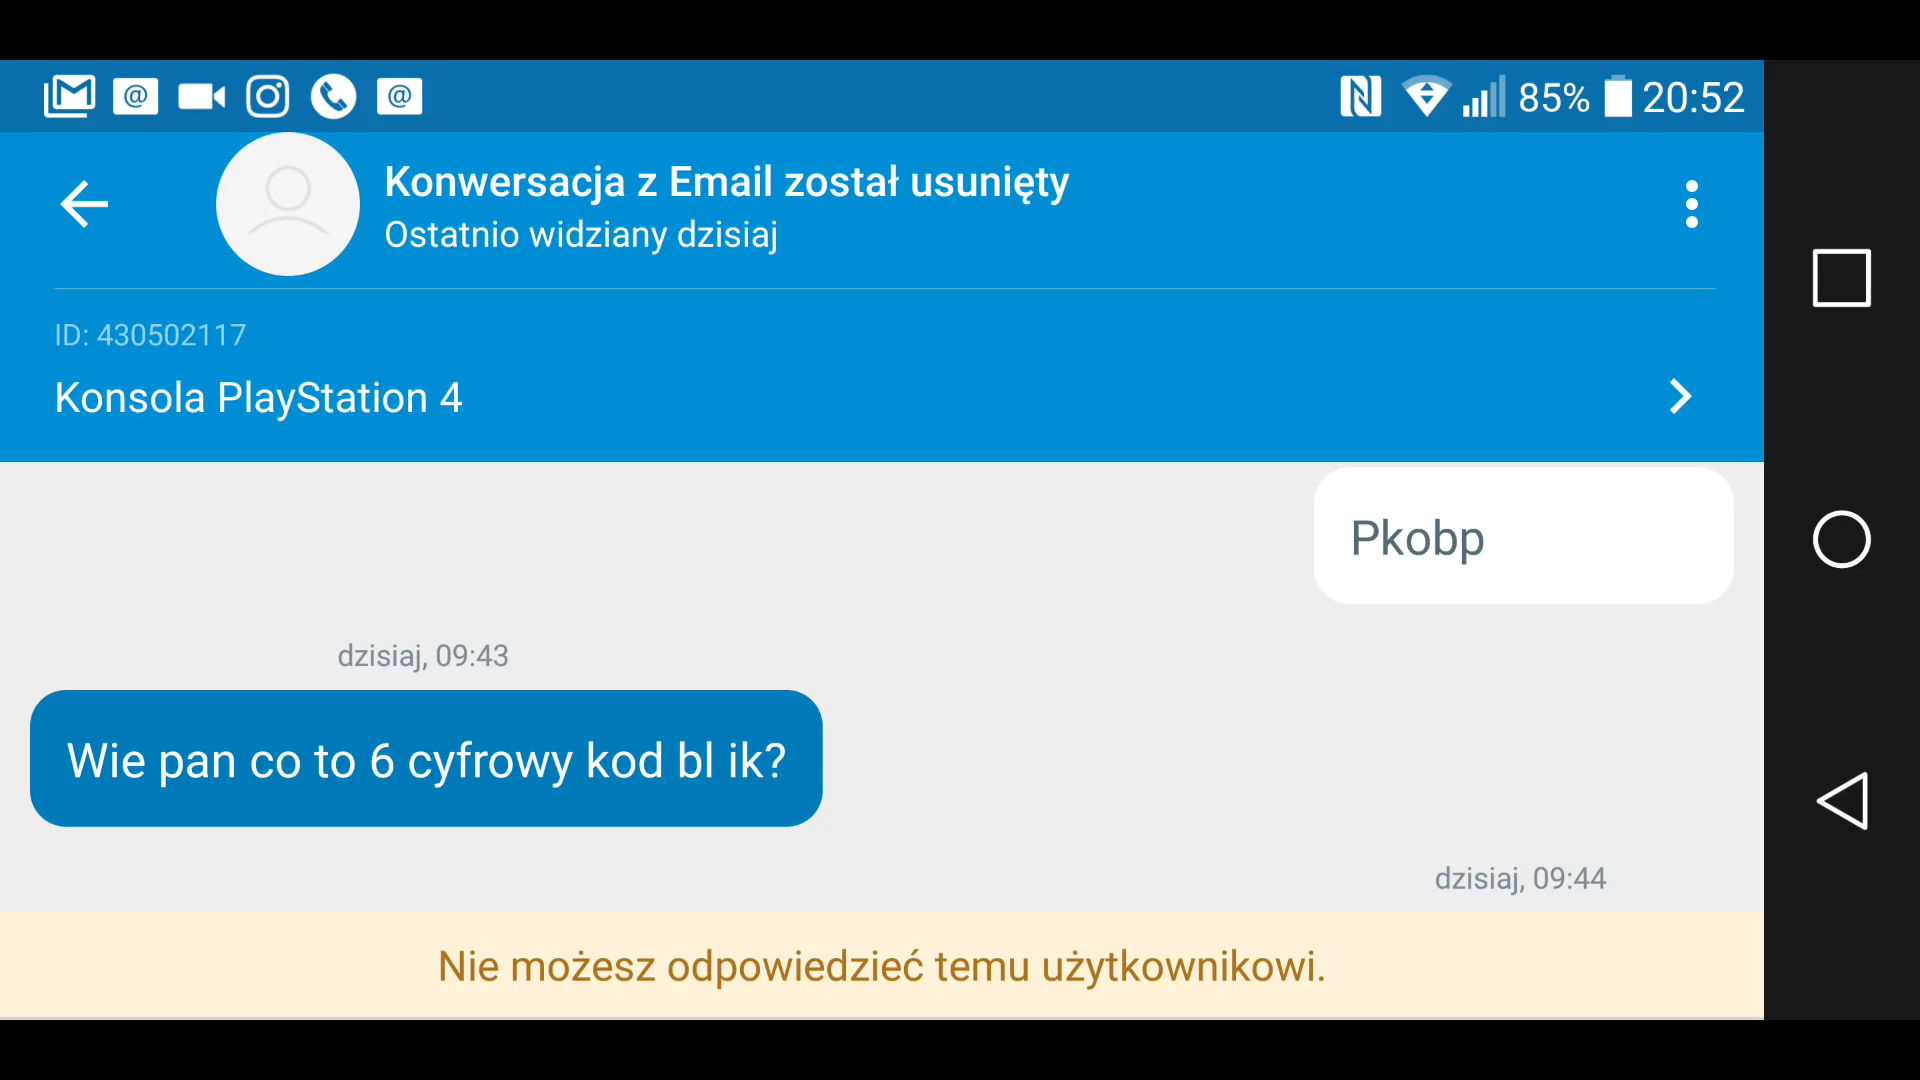 85% 20:52
Konwersacja z Email został usunięty
Ostatnio widziany dzisiaj
ID: 430502117
Konsola PlayStation 4
Pkobp
dzisiaj, 09:43
Wie pan co to 6 cyfrowy kod bl ik?
dzisiaj, 09:44
Nie możesz odpowiedzieć temu użytkownikowi.